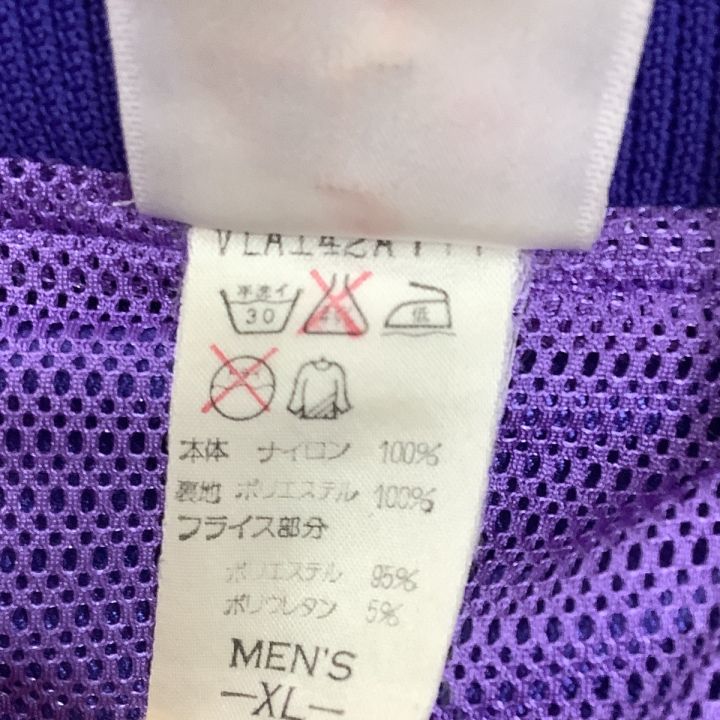 手洗イ
30
低
本体 ナイロン 100%
裏地 ポリエステル 100%
フライス部分
ポリエステル 95%
ポリウレタン 5%
MEN'S
-XL-